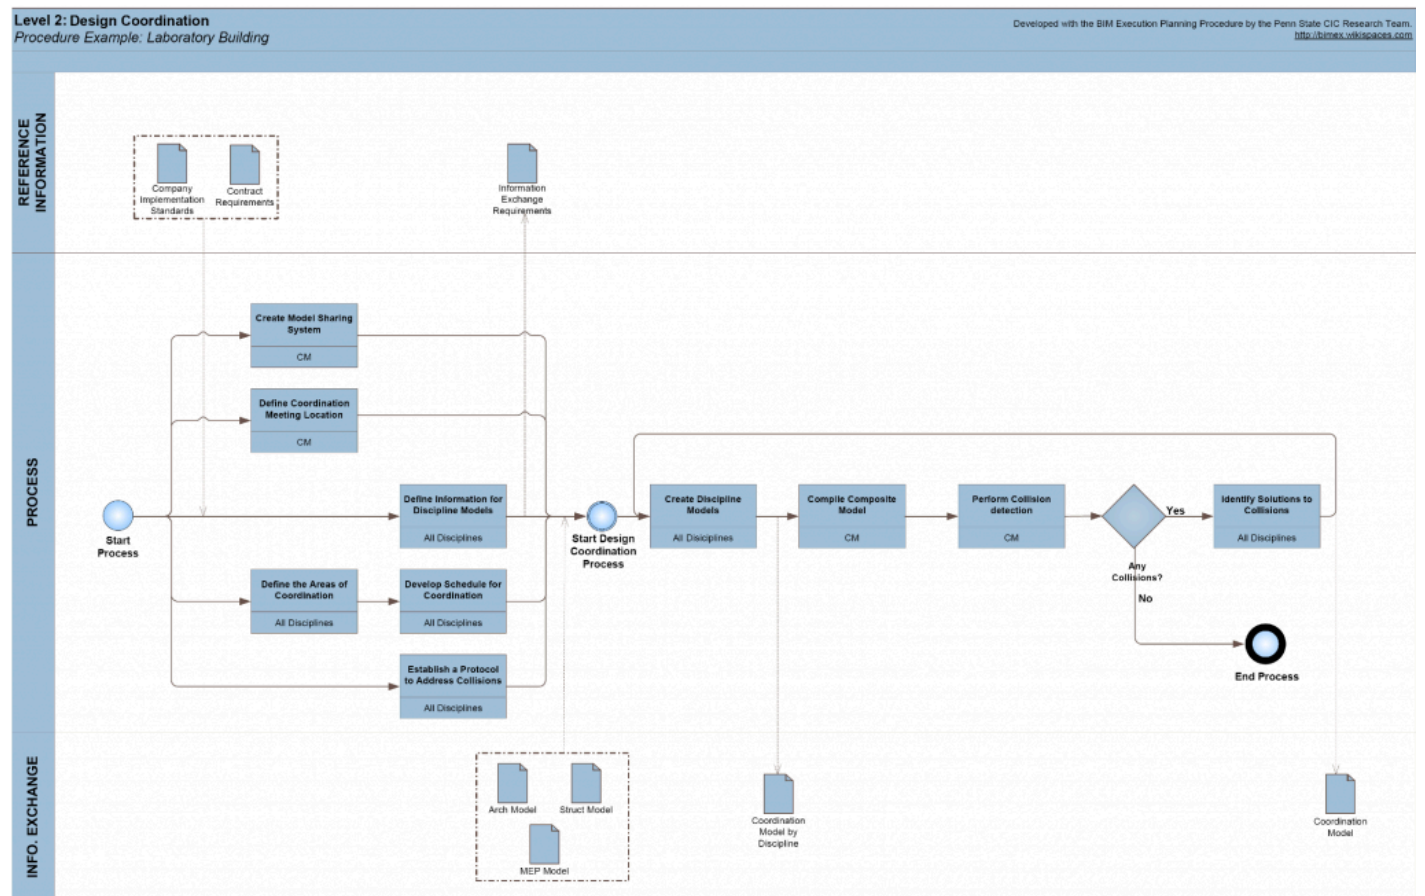 Level 2: Design Coordination
Procedure Example: Laboratory Building
Developed with the BIM Execution Planning Procedure by the Penn State CIC Research Team.
http://bimex.wikispaces.com
REFERENCE
INFORMATION
Company
Implementation
Standards
Contract
Requirements
Information
Exchange
Requirements
PROCESS
Create Model Sharing
System
CM
Define Coordination
Meeting Location
CM
Start
Process
Define Information for
Discipline Models
All Disciplines
Define the Areas of
Coordination
All Disciplines
Develop Schedule for
Coordination
All Disciplines
Establish a Protocol
to Address Collisions
All Disciplines
Start Design
Coordination
Process
Create Discipline
Models
All Disiciplines
Compile Composite
Model
CM
Perform Collision
detection
CM
Any
Collisions?
Yes
No
Identify Solutions to
Collisions
All Disciplines
End Process
INFO. EXCHANGE
Arch Model
Struct Model
MEP Model
Coordination
Model by
Discipline
Coordination
Model